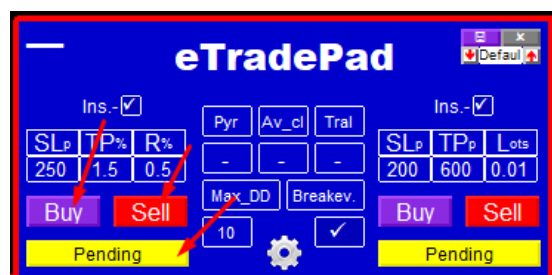 eTradePad
Defaul
Ins.-
Ins.-
Pyr Av_cl Tral
SLp TP% R%
SLp TPp Lots
250 1.5 0.5
- - -
200 600 0.01
Max_DD Breakev.
Buy Sell
Buy Sell
10
Pending
Pending